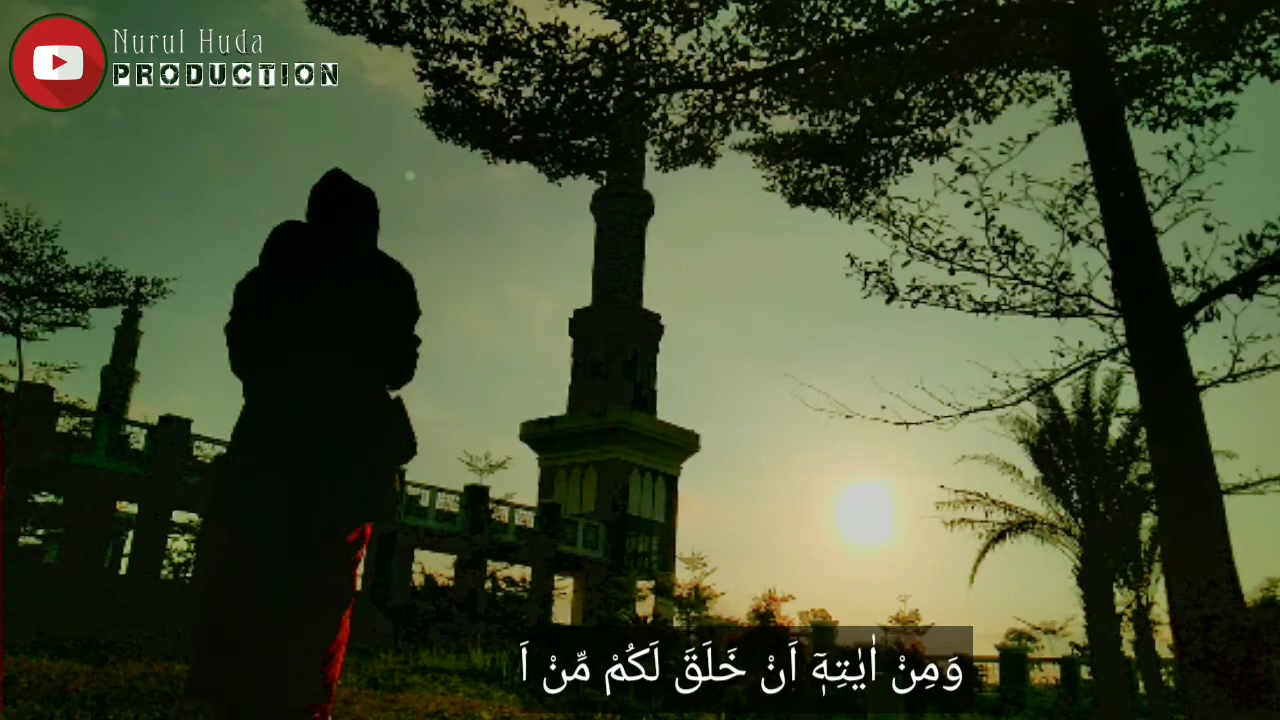 Nurul Huda
PRODUCTION
وَمِنْ اٰيٰتِهٖٓ اَنْ خَلَقَ لَكُمْ مِّنْ اَ